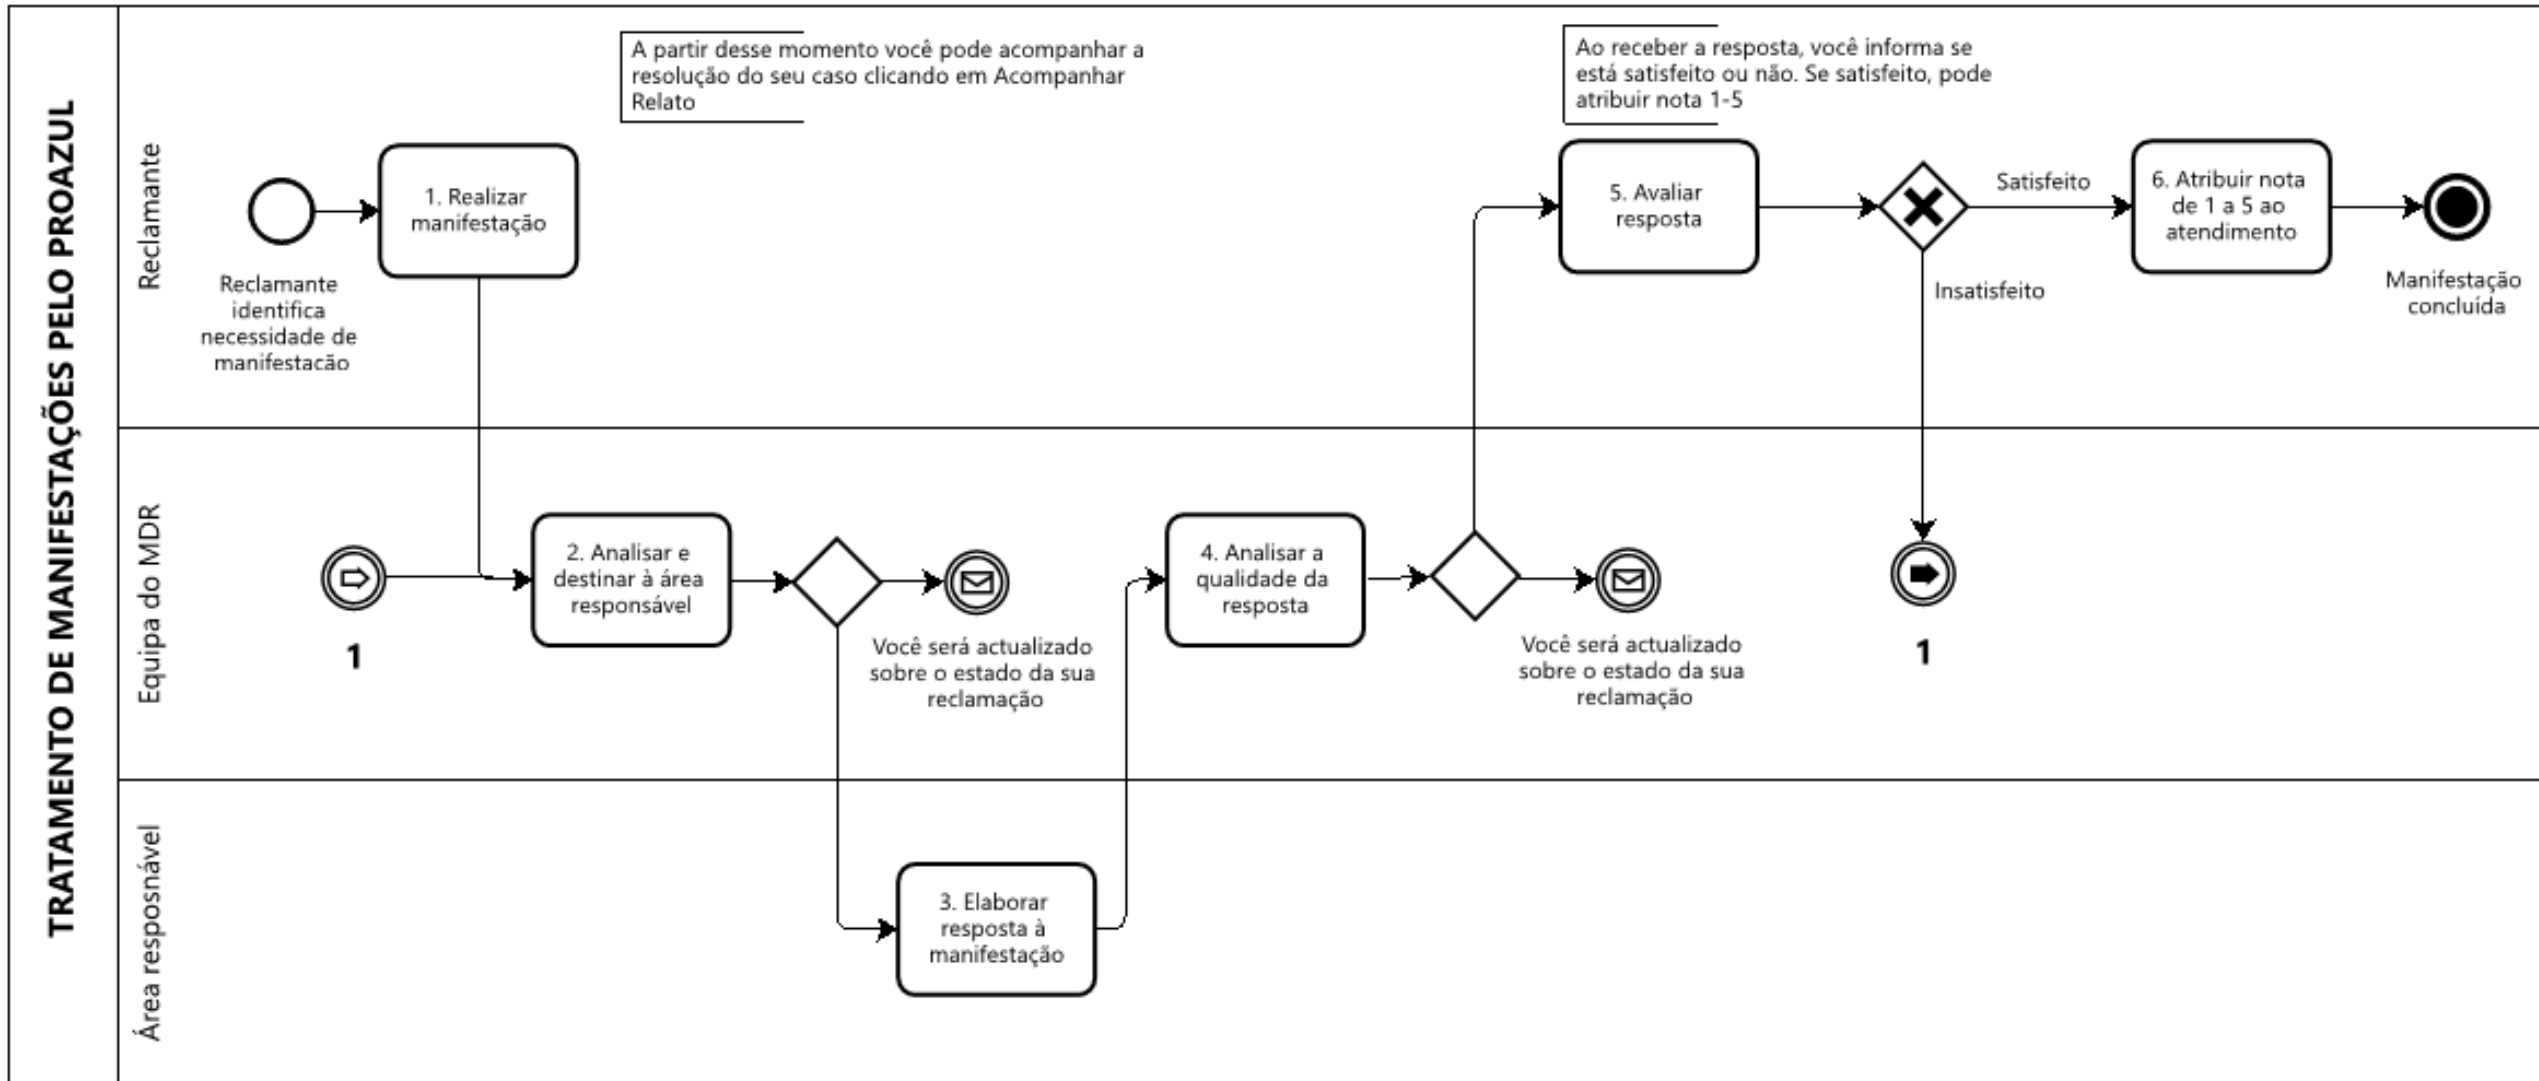 TRATAMENTO DE MANIFESTAÇÕES PELO PROAZUL
Reclamante
A partir desse momento você pode acompanhar a
resolução do seu caso clicando em Acompanhar
Relato
Ao receber a resposta, você informa se
está satisfeito ou não. Se satisfeito, pode
atribuir nota 1-5
Reclamante
identifica
necessidade de
manifestacão
1. Realizar
manifestação
5. Avaliar
resposta
Satisfeito
Insatisfeito
6. Atribuir nota
de 1 a 5 ao
atendimento
Manifestação
concluída
Equipa do MDR
1
2. Analisar e
destinar à área
responsável
Você será actualizado
sobre o estado da sua
reclamação
4. Analisar a
qualidade da
resposta
Você será actualizado
sobre o estado da sua
reclamação
1
Área resposnável
3. Elaborar
resposta à
manifestação